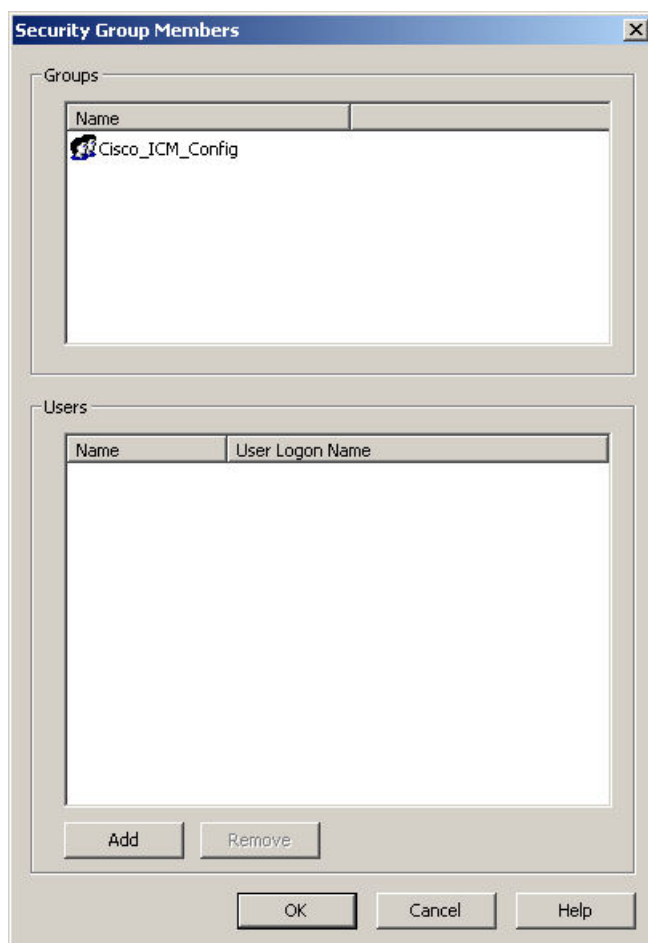 Security Group Members
Groups
Name
Cisco_ICM_Config
Users
Name User Logon Name
Add Remove
OK Cancel Help